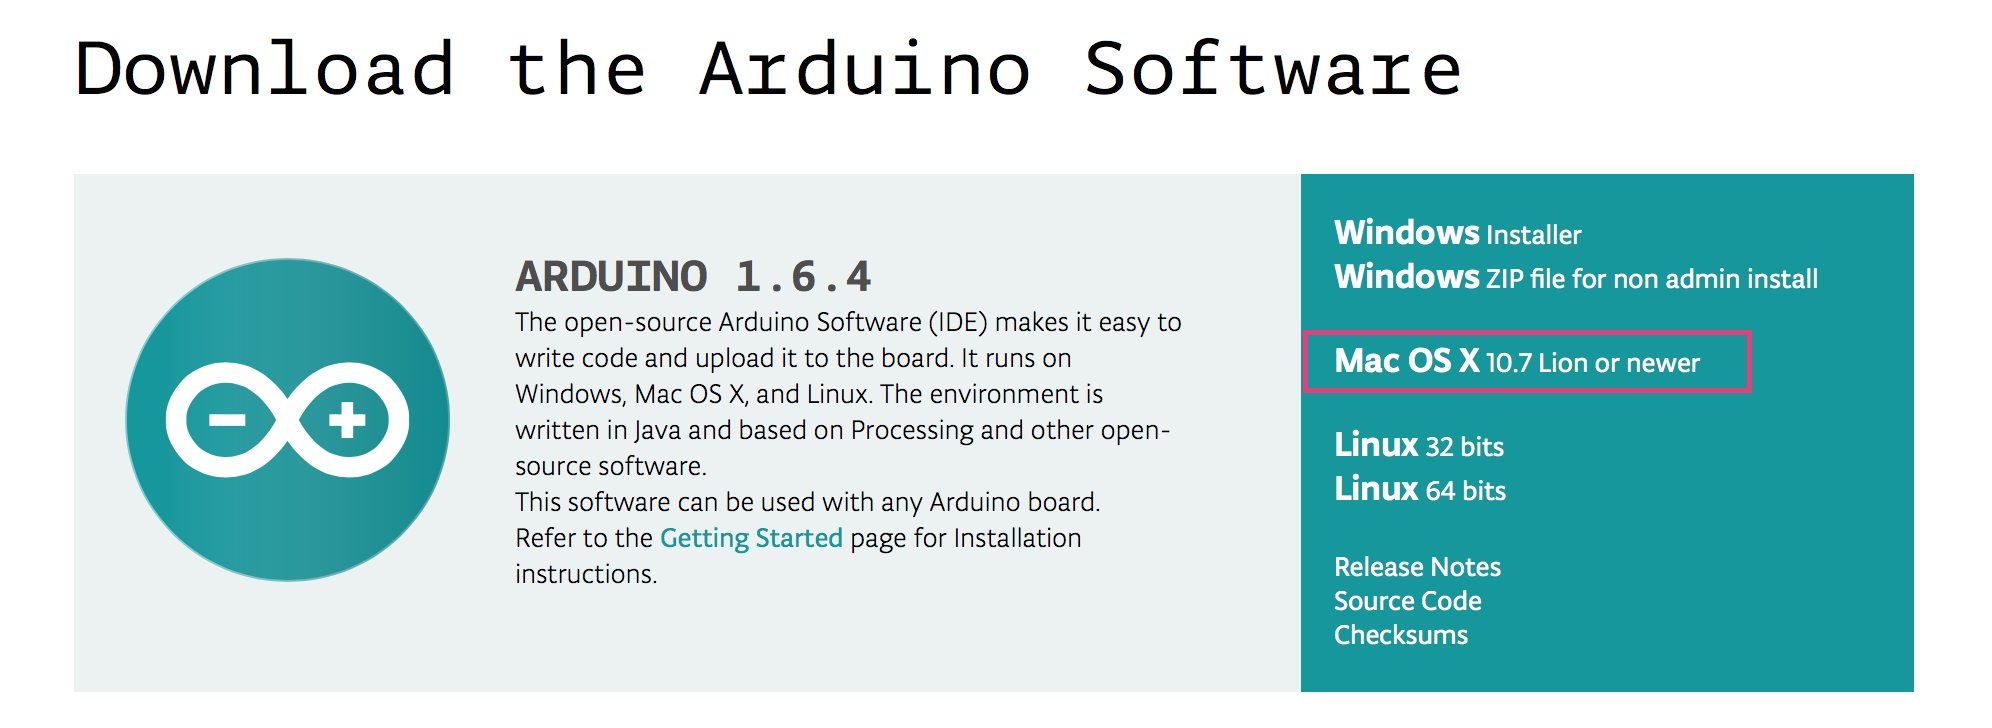 Download the Arduino Software
ARDUINO 1.6.4
The open-source Arduino Software (IDE) makes it easy to
write code and upload it to the board. It runs on
Windows, Mac OS X, and Linux. The environment is
written in Java and based on Processing and other open-
source software.
This software can be used with any Arduino board.
Refer to the Getting Started page for Installation
instructions.
Windows Installer
Windows ZIP file for non admin install
Mac OS X 10.7 Lion or newer
Linux 32 bits
Linux 64 bits
Release Notes
Source Code
Checksums